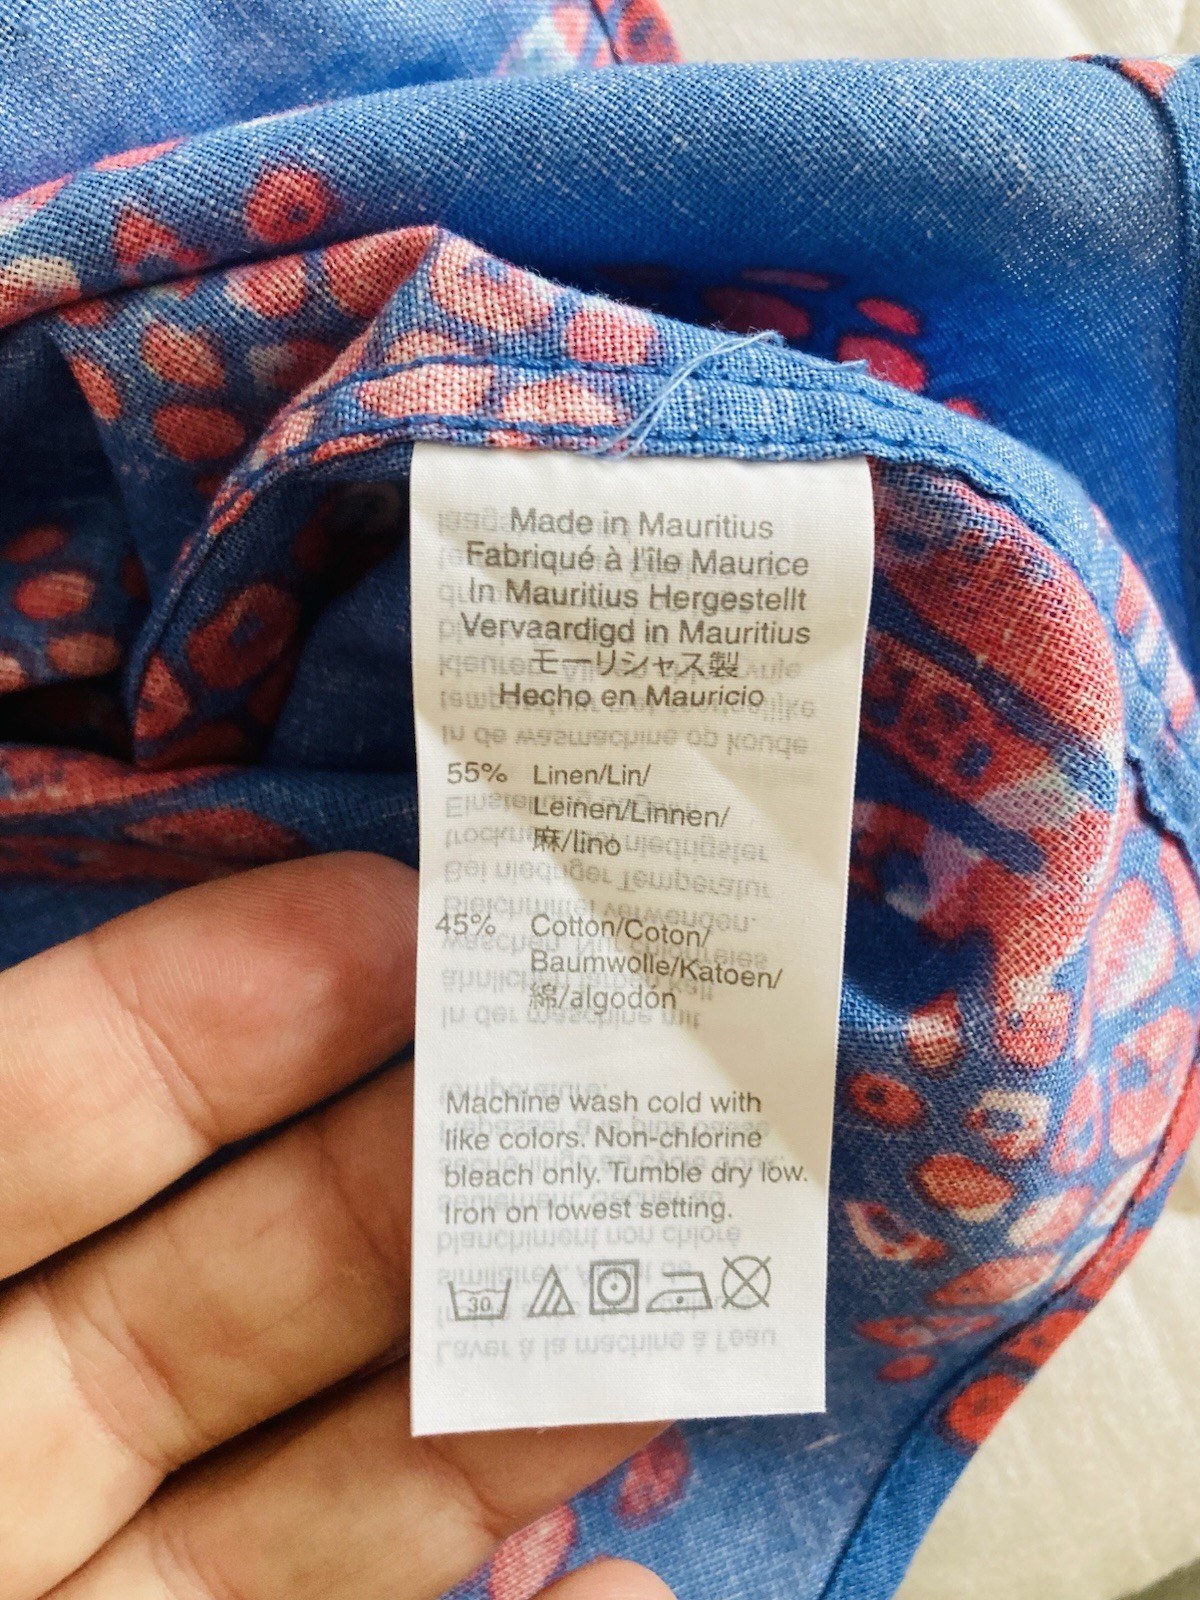 Made in Mauritius
Fabriqué à l'île Maurice
In Mauritius Hergestellt
Vervaardigd in Mauritius
モーリシャス製
Hecho en Mauricio
55% Linen/Lin/
Leinen/Linnen/
麻/lino
45% Cotton/Coton/
Baumwolle/Katoen/
綿/algodón
Machine wash cold with
like colors. Non-chlorine
bleach only. Tumble dry low.
Iron on lowest setting.
30